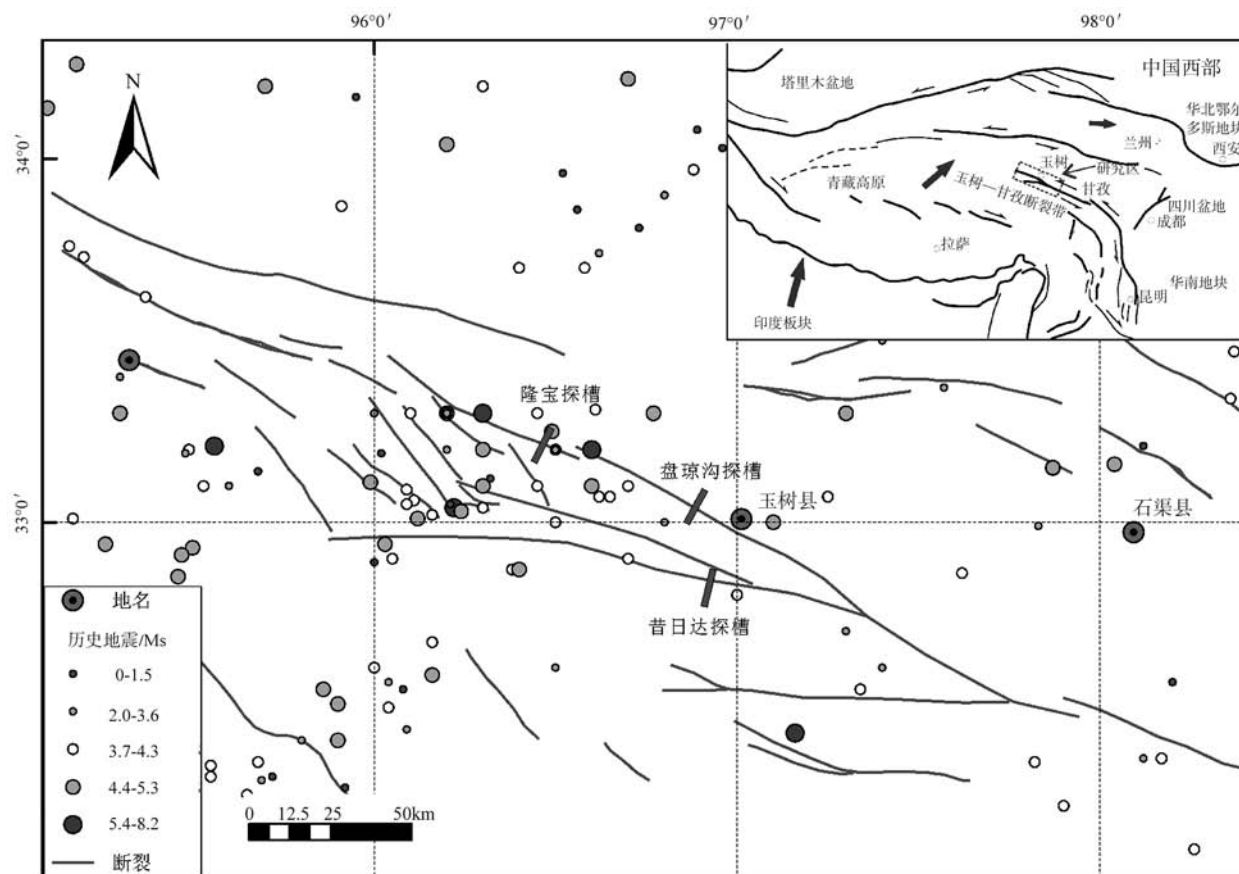 96°0′
97°0′
98°0′
N
34°0′
33°0′
中国西部
塔里木盆地
华北鄂尔
多斯地块
兰州
西安
玉树
研究区
青藏高原
甘孜
玉树—甘孜断裂带
四川盆地
成都
拉萨
华南地块
昆明
印度板块
隆宝探槽
盘琼沟探槽
玉树县
石渠县
昔日达探槽
地名
历史地震/Ms
0-1.5
2.0-3.6
3.7-4.3
4.4-5.3
5.4-8.2
断裂
0 12.5 25 50km